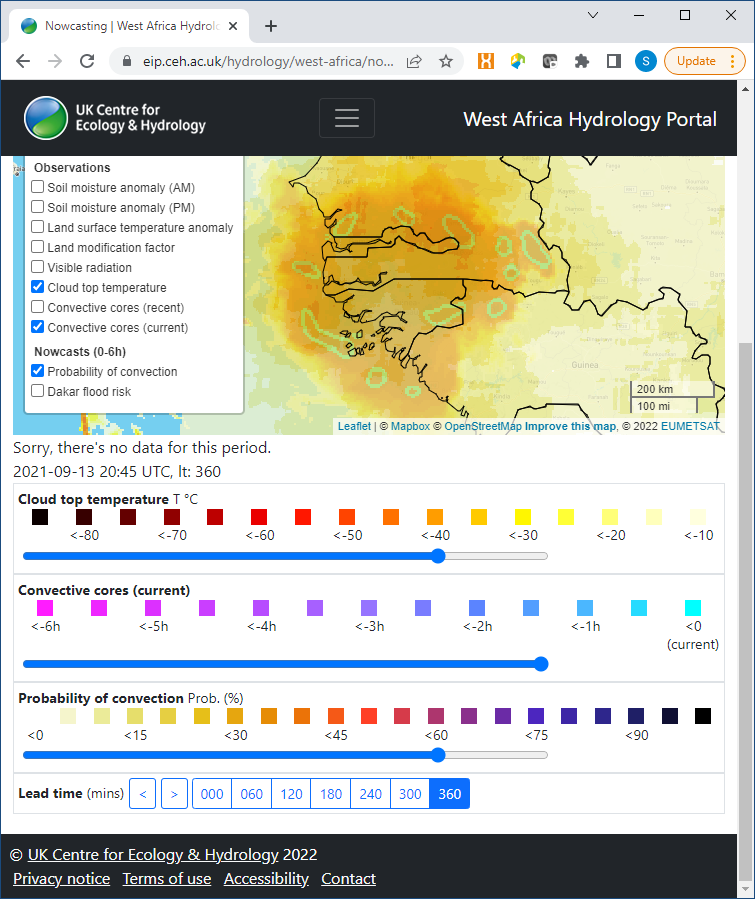 Nowcasting | West Africa Hydrolo
eip.ceh.ac.uk/hydrology/west-africa/no...
S
Update
UK Centre for
Ecology & Hydrology
West Africa Hydrology Portal
Observations
Soil moisture anomaly (AM)
Soil moisture anomaly (PM)
Land surface temperature anomaly
Land modification factor
Visible radiation
Cloud top temperature
Convective cores (recent)
Convective cores (current)
Nowcasts (0-6h)
Probability of convection
Dakar flood risk
Guinea
200 km
100 mi
Leaflet | © Mapbox © OpenStreetMap Improve this map, © 2022 EUMETSAT
Sorry, there's no data for this period.
2021-09-13 20:45 UTC, lt: 360
Cloud top temperature T °C
<-80 <-70 <-60 <-50 <-40 <-30 <-20 <-10
Convective cores (current)
<-6h <-5h <-4h <-3h <-2h <-1h <0
(current)
Probability of convection Prob. (%)
<0 <15 <30 <45 <60 <75 <90
Lead time (mins) < > 000 060 120 180 240 300 360
© UK Centre for Ecology & Hydrology 2022
Privacy notice Terms of use Accessibility Contact